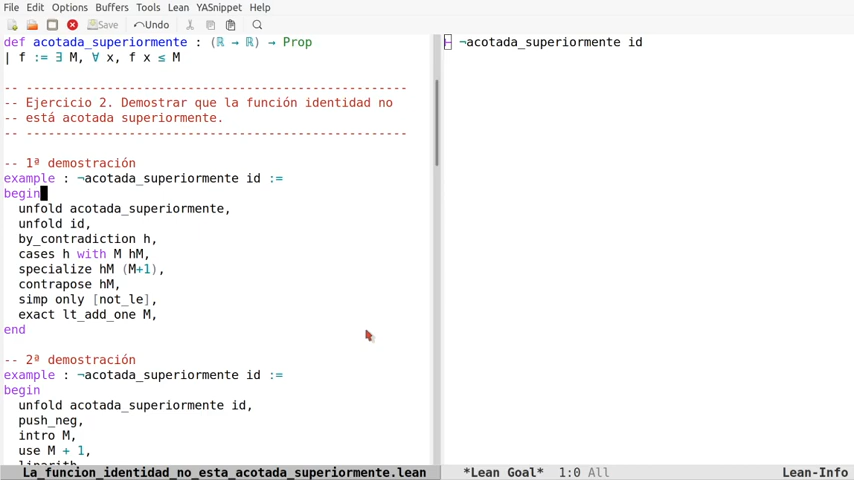 File Edit Options Buffers Tools Lean YASnippet Help
Save Undo
def acotada_superiormente : (ℝ → ℝ) → Prop
| f := ∃ M, ∀ x, f x ≤ M
-- ----------------------------------------------------
-- Ejercicio 2. Demostrar que la función identidad no
-- está acotada superiormente.
-- ----------------------------------------------------
-- 1ª demostración
example : ¬acotada_superiormente id :=
begin
unfold acotada_superiormente,
unfold id,
by_contradiction h,
cases h with M hM,
specialize hM (M+1),
contrapose hM,
simp only [not_le],
exact lt_add_one M,
end
-- 2ª demostración
example : ¬acotada_superiormente id :=
begin
unfold acotada_superiormente id,
push_neg,
intro M,
use M + 1,
linarith
La_funcion_identidad_no_esta_acotada_superiormente.lean
⊢ ¬acotada_superiormente id
*Lean Goal* 1:0 All Lean-Info